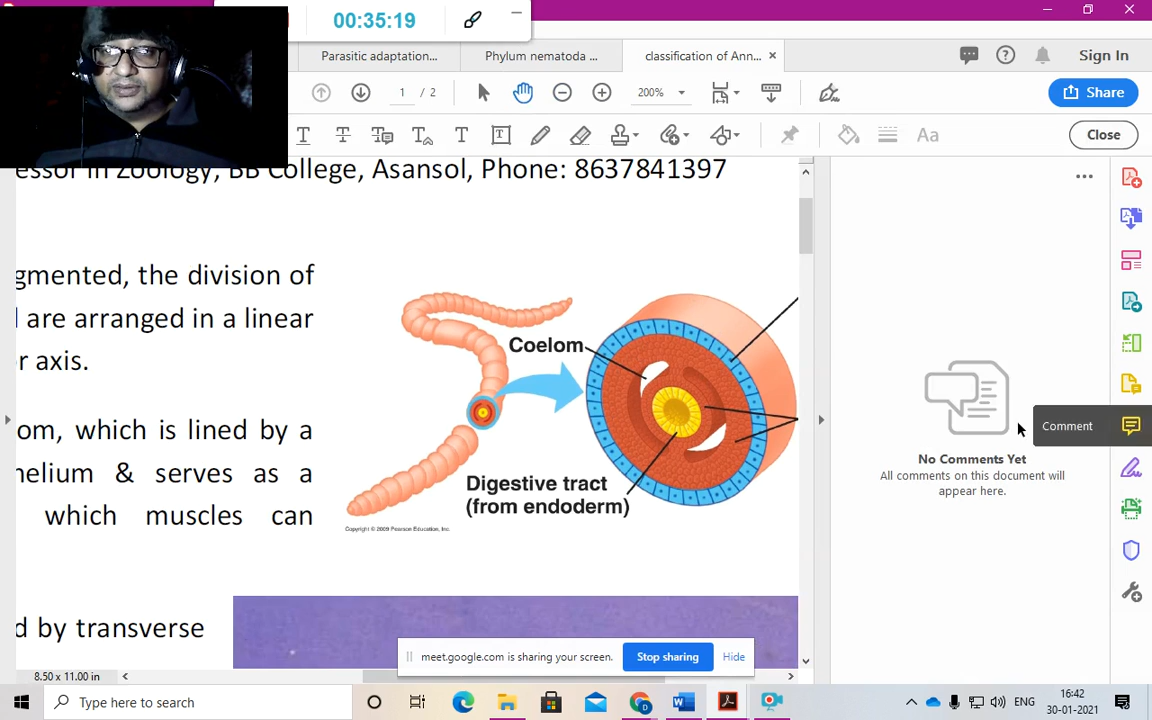 00:35:19
Parasitic adaptation...
Phylum nematoda ...
classification of Ann...
Sign In
1 / 2
200%
Share
Aa
Close
essor in Zoology, BB College, Asansol, Phone: 8637841397
gmented, the division of
are arranged in a linear
r axis.
om, which is lined by a
helium & serves as a
which muscles can
d by transverse
Coelom
Digestive tract
(from endoderm)
Copyright © 2009 Pearson Education, Inc.
No Comments Yet
All comments on this document will
appear here.
Comment
meet.google.com is sharing your screen.
Stop sharing
Hide
8.50 x 11.00 in
Type here to search
ENG
16:42
30-01-2021